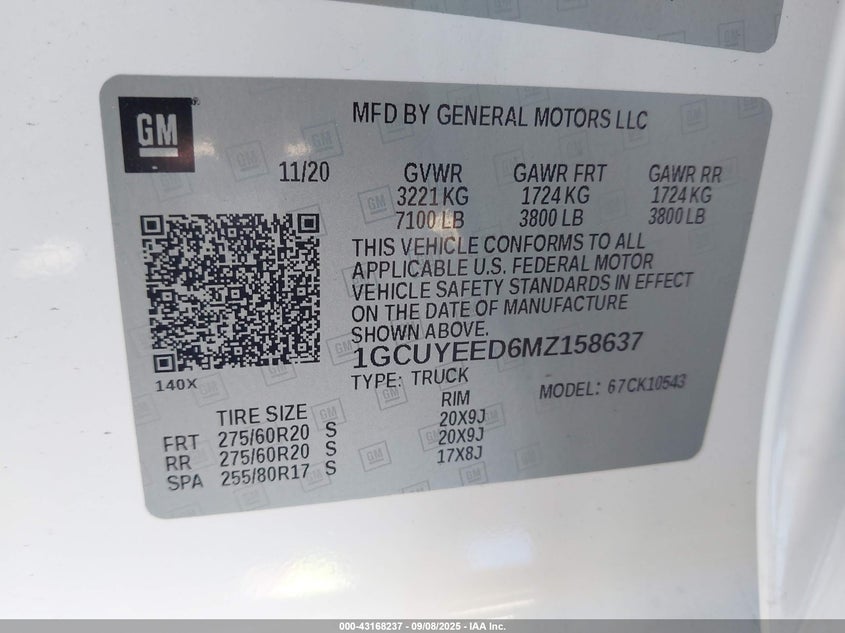 GM
MFD BY GENERAL MOTORS LLC
11/20 GVWR GAWR FRT GAWR RR
3221 KG 1724 KG 1724 KG
7100 LB 3800 LB 3800 LB
THIS VEHICLE CONFORMS TO ALL
APPLICABLE U.S. FEDERAL MOTOR
VEHICLE SAFETY STANDARDS IN EFFECT
ON THE DATE OF MANUFACTURE
SHOWN ABOVE.
1GCUYEED6MZ158637
140X
TYPE: TRUCK MODEL: 67CK10543
TIRE SIZE RIM
FRT 275/60R20 S 20X9J
RR 275/60R20 S 20X9J
SPA 255/80R17 S 17X8J
000-43168237 - 09/08/2025 - IAA Inc.